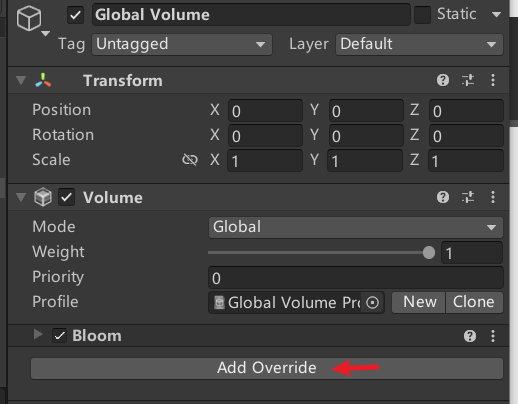 Global Volume Static
Tag Untagged Layer Default
Transform
Position X 0 Y 0 Z 0
Rotation X 0 Y 0 Z 0
Scale X 1 Y 1 Z 1
Volume
Mode Global
Weight 1
Priority 0
Profile Global Volume Pro New Clone
Bloom
Add Override